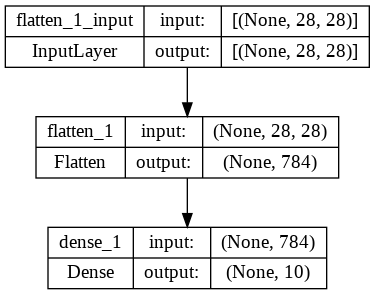 flatten_1_input input: [(None, 28, 28)]
InputLayer output: [(None, 28, 28)]
flatten_1 input: (None, 28, 28)
Flatten output: (None, 784)
dense_1 input: (None, 784)
Dense output: (None, 10)